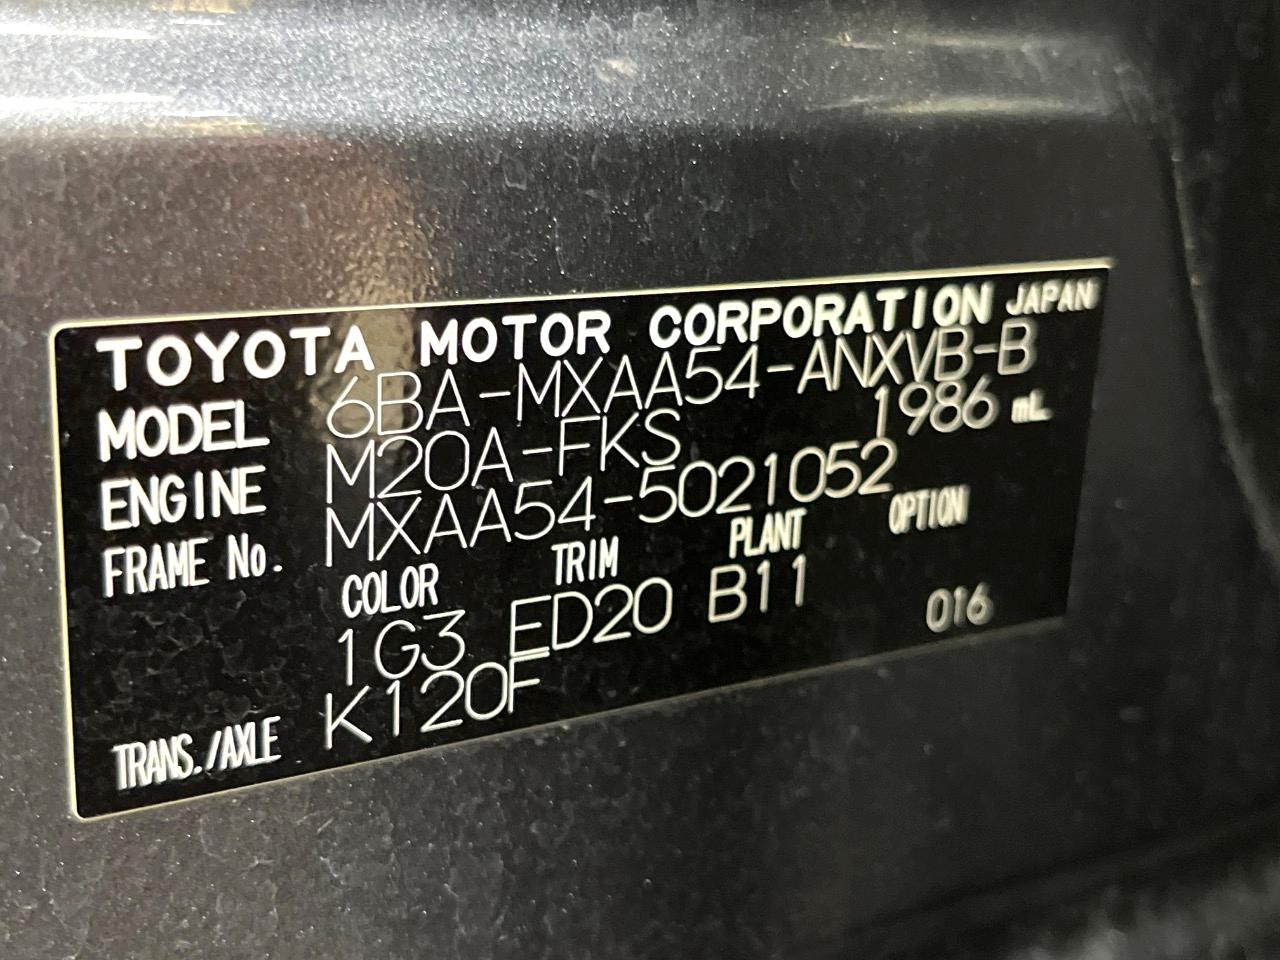 TOYOTA MOTOR CORPORATION JAPAN
MODEL 6BA-MXAA54-ANXVB-B
ENGINE M20A-FKS 1986 mL
FRAME No. MXAA54-5021052
COLOR TRIM PLANT OPTION
1G3 ED20 B11 016
TRANS./AXLE K120F